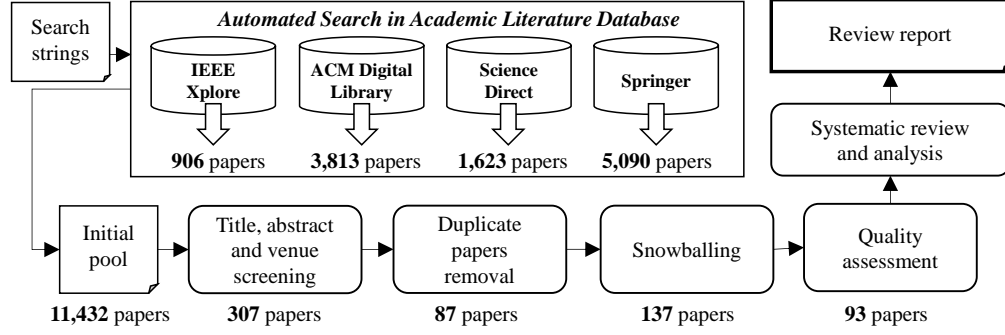 Automated Search in Academic Literature Database
Search
strings
IEEE
Xplore
ACM Digital
Library
Science
Direct
Springer
906 papers
3,813 papers
1,623 papers
5,090 papers
Review report
Systematic review
and analysis
Initial
pool
Title, abstract
and venue
screening
Duplicate
papers
removal
Snowballing
Quality
assessment
11,432 papers
307 papers
87 papers
137 papers
93 papers